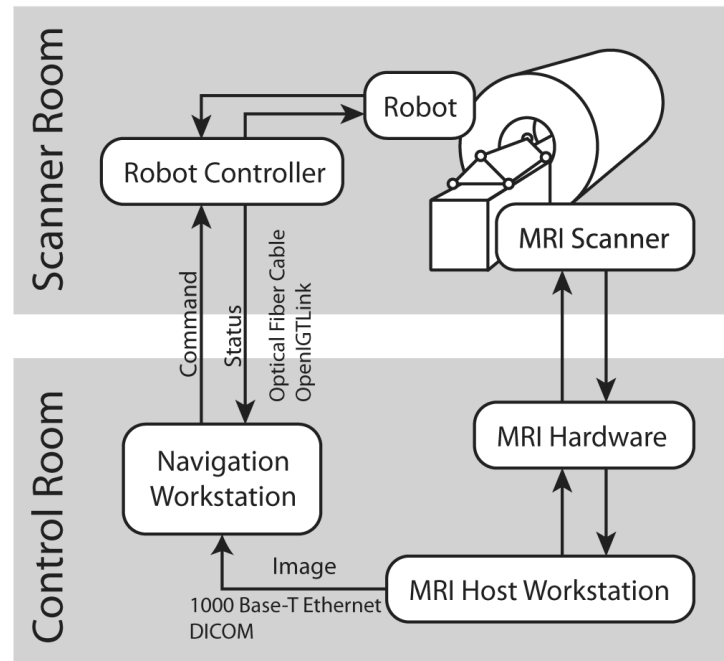 Scanner Room
Robot
Robot Controller
MRI Scanner
Command
Status
Optical Fiber Cable
OpenIGTLink
Control Room
Navigation
Workstation
MRI Hardware
Image
1000 Base-T Ethernet
DICOM
MRI Host Workstation